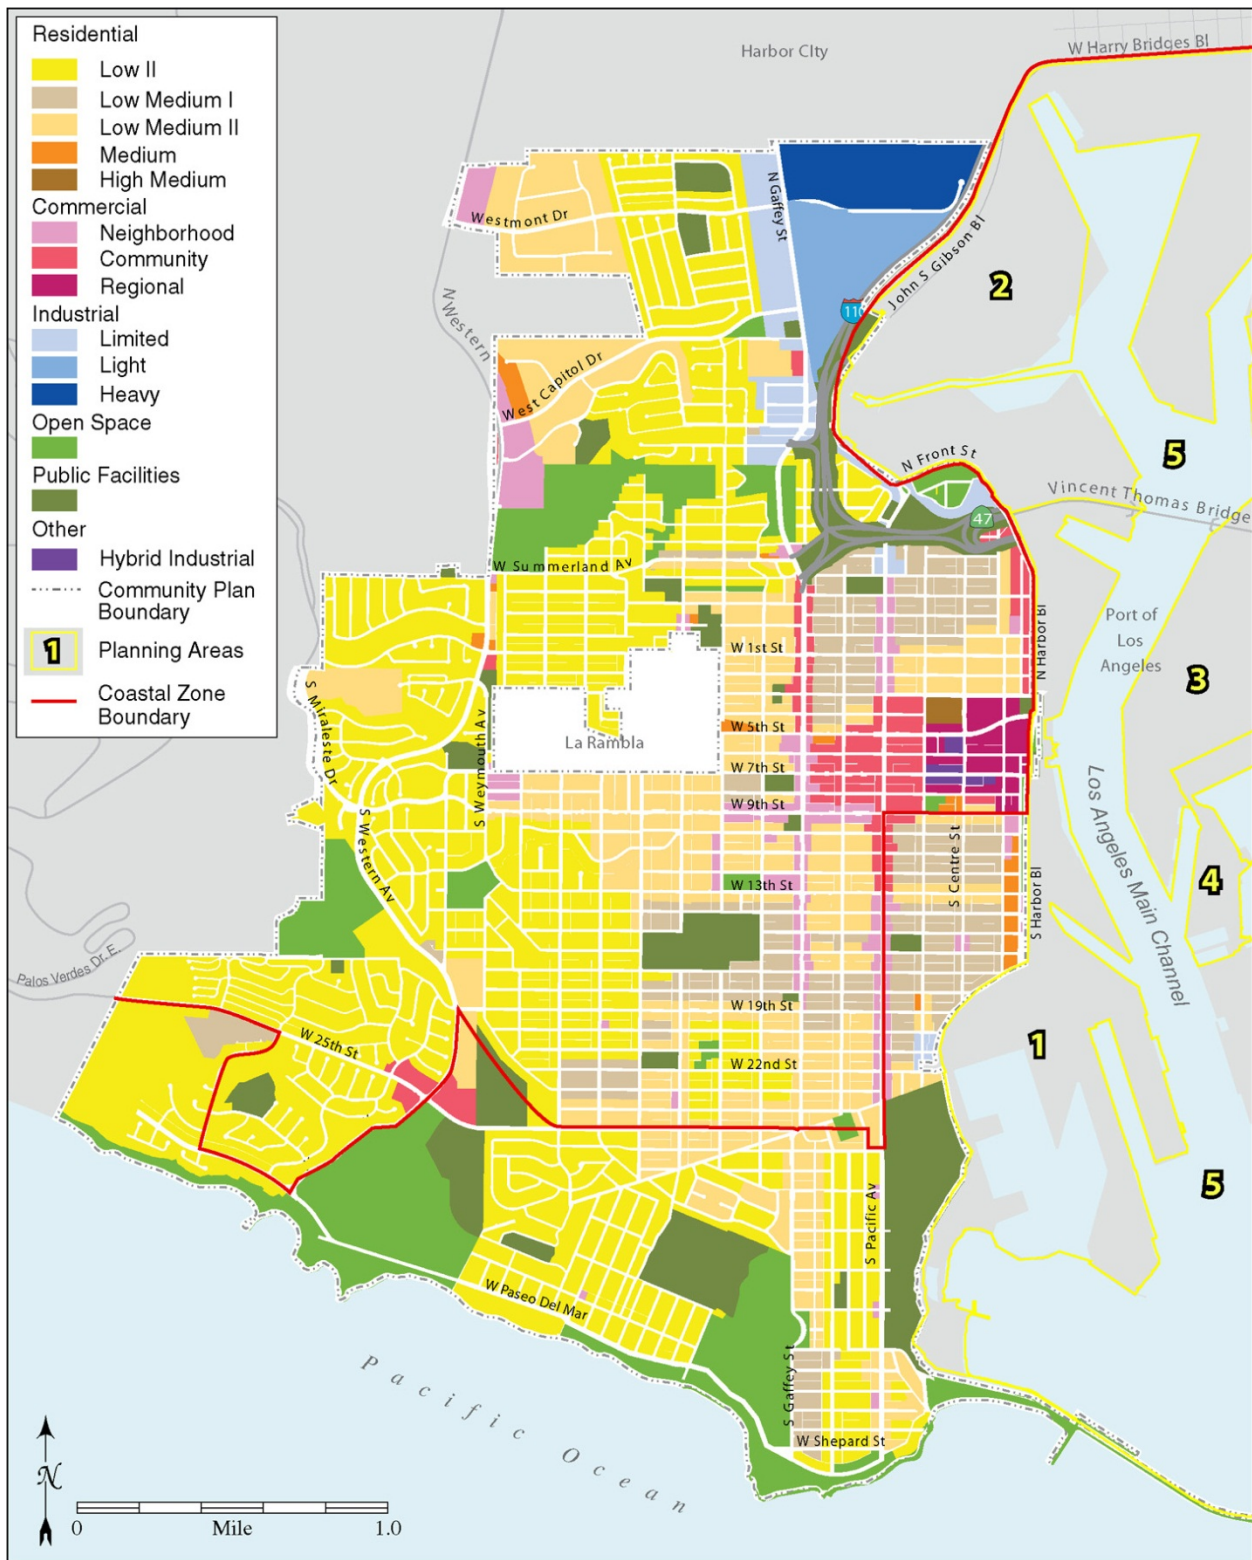 Residential
Low II
Low Medium I
Low Medium II
Medium
High Medium
Commercial
Neighborhood
Community
Regional
Industrial
Limited
Light
Heavy
Open Space
Public Facilities
Other
Hybrid Industrial
Community Plan
Boundary
1
Planning Areas
Coastal Zone
Boundary
Harbor CIty
W Harry Bridges Bl
N Gaffey St
Westmont Dr
John S Gibson Bl
2
110
N Western
West Capitol Dr
N Front St
5
Vincent Thomas Bridge
47
W Summerland Av
Port of
Los
Angeles
N Harbor Bl
W 1st St
3
S Miraleste Dr
S Weymouth Av
La Rambla
W 5th St
W 7th St
W 9th St
S Western Av
S Centre St
W 13th St
4
S Harbor Bl
Los Angeles Main Channel
Palos Verdes Dr. E.
W 19th St
W 25th St
W 22nd St
1
5
S Pacific Av
W Paseo Del Mar
S Gaffey St
Pacific Ocean
W Shepard St
N
0 Mile 1.0